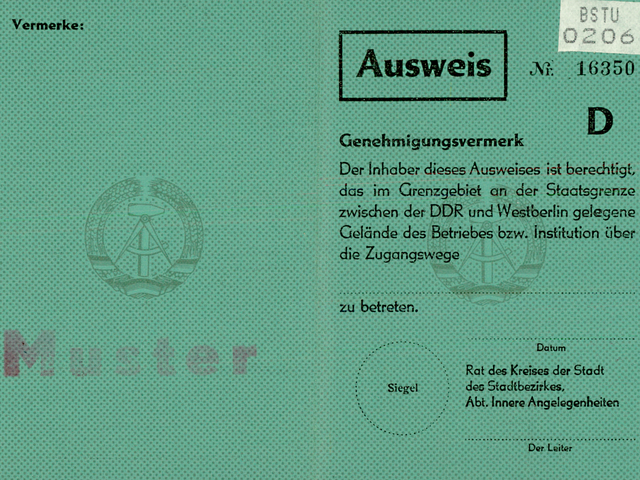 Vermerke:
Muster
BSTU
0206
Ausweis
Nr. 16350
D
Genehmigungsvermerk
Der Inhaber dieses Ausweises ist berechtigt,
das im Grenzgebiet an der Staatsgrenze
zwischen der DDR und Westberlin gelegene
Gelände des Betriebes bzw. Institution über
die Zugangswege
zu betreten.
Siegel
Datum
Rat des Kreises der Stadt
des Stadtbezirkes,
Abt. Innere Angelegenheiten
Der Leiter